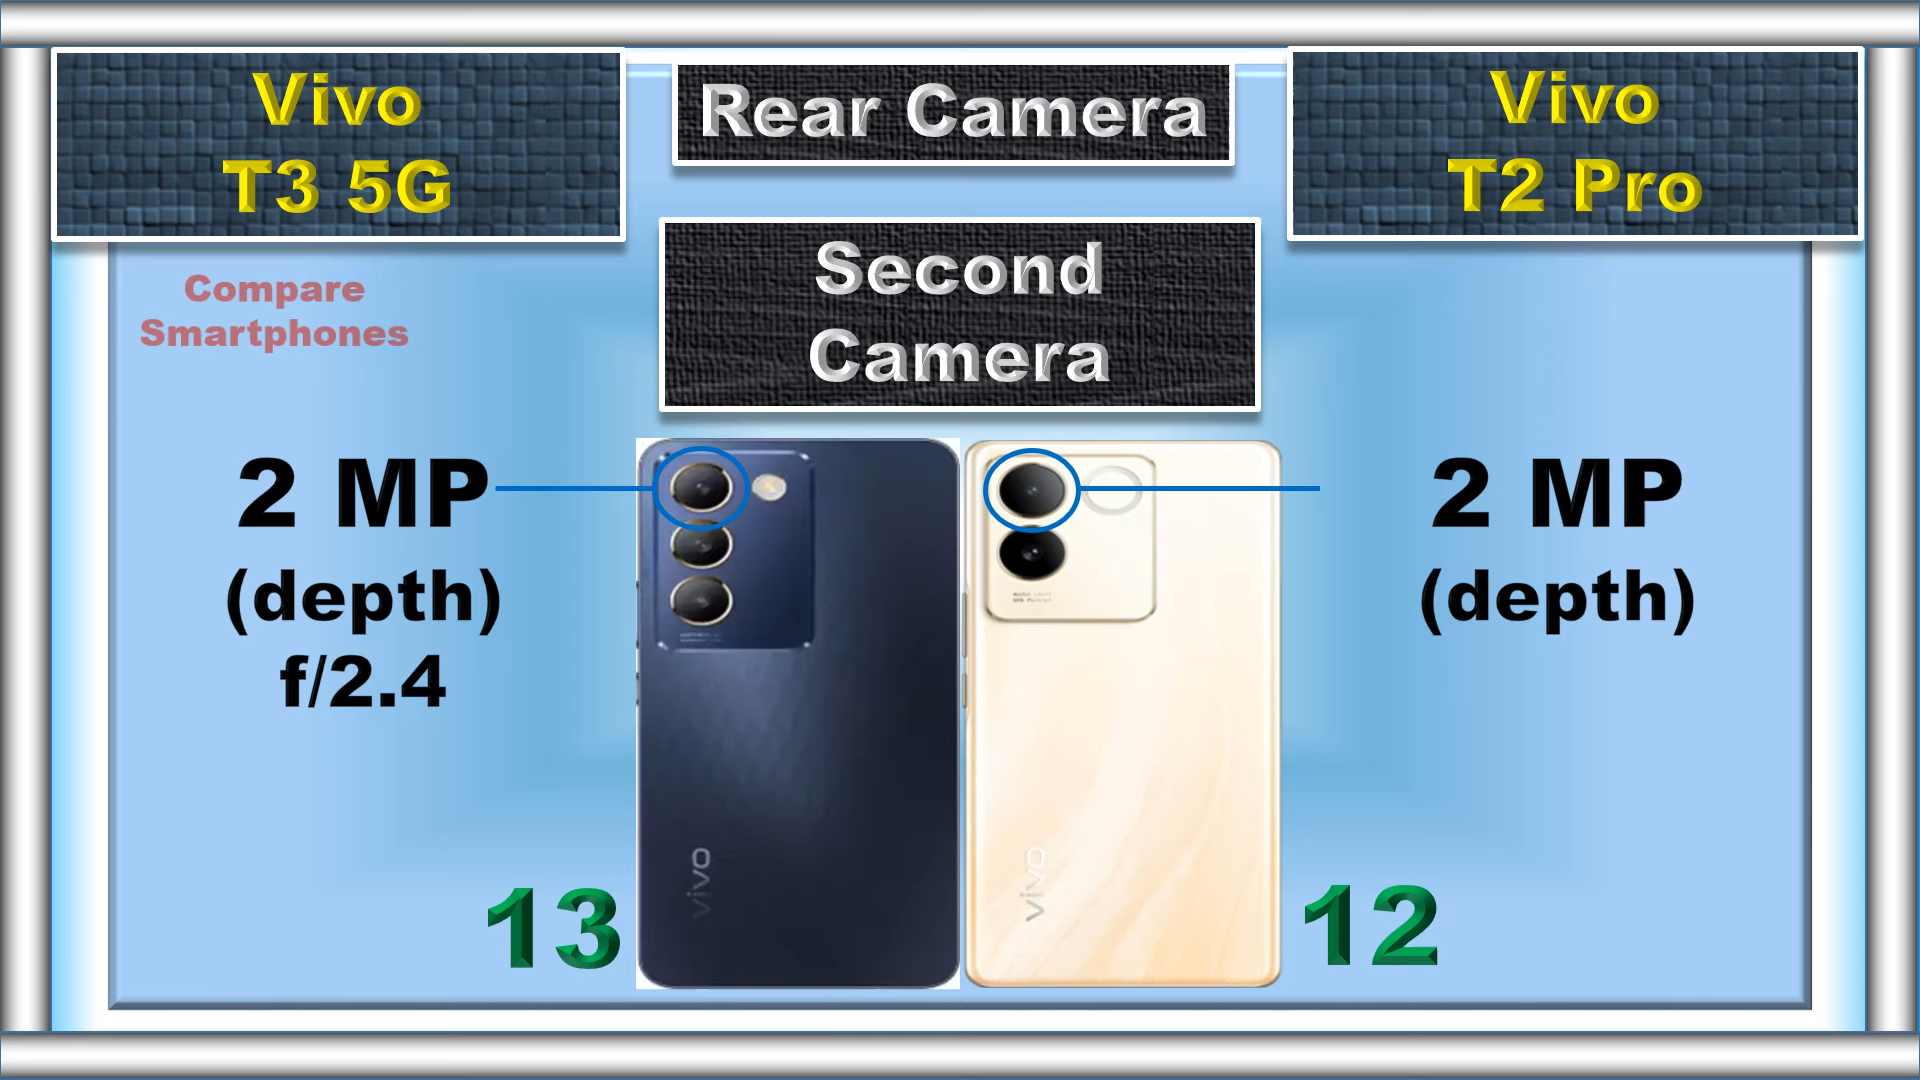 Vivo
T3 5G
Rear Camera
Vivo
T2 Pro
Second
Camera
Compare
Smartphones
2 MP
(depth)
f/2.4
2 MP
(depth)
vivo
vivo
13
12